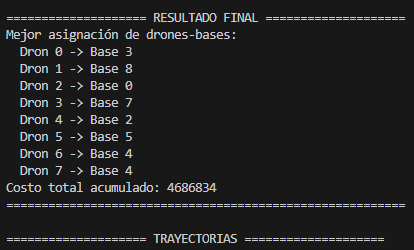 ==================== RESULTADO FINAL ====================
Mejor asignación de drones-bases:
  Dron 0 -> Base 3
  Dron 1 -> Base 8
  Dron 2 -> Base 0
  Dron 3 -> Base 7
  Dron 4 -> Base 2
  Dron 5 -> Base 5
  Dron 6 -> Base 4
  Dron 7 -> Base 4
Costo total acumulado: 4686834
=========================================================
==================== TRAYECTORIAS ====================